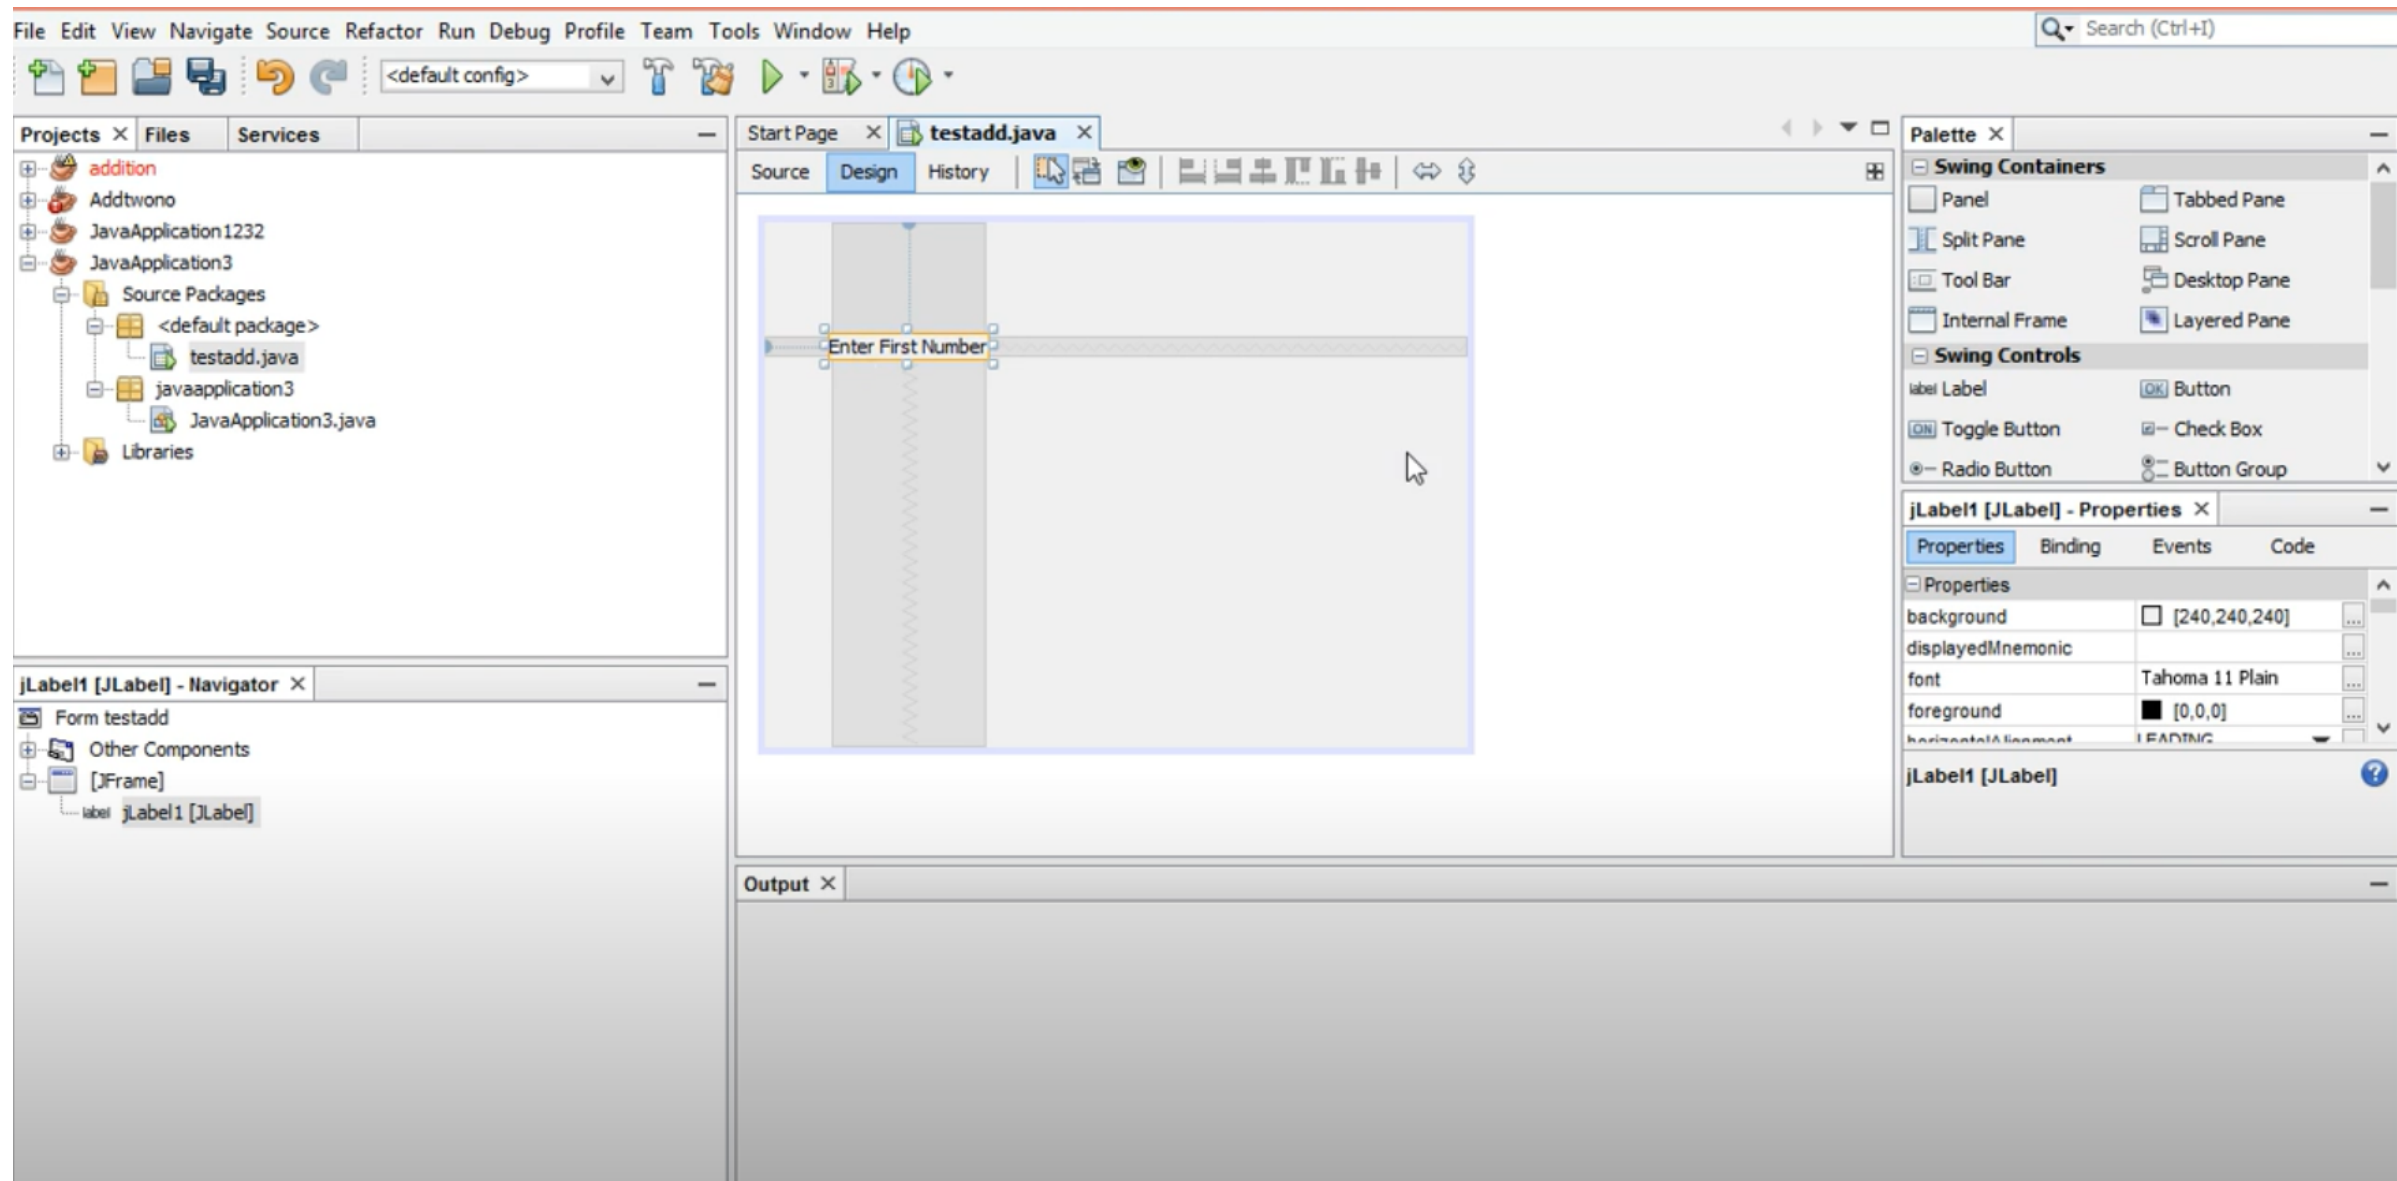 File Edit View Navigate Source Refactor Run Debug Profile Team Tools Window Help
Search (Ctrl+I)
<default config>
Projects Files Services
addition
Addtwono
JavaApplication1232
JavaApplication3
Source Packages
<default package>
testadd.java
javaapplication3
JavaApplication3.java
Libraries
jLabel1 [JLabel] - Navigator
Form testadd
Other Components
[JFrame]
label jLabel1 [JLabel]
Start Page testadd.java
Source Design History
Enter First Number
Output
Palette
Swing Containers
Panel Tabbed Pane
Split Pane Scroll Pane
Tool Bar Desktop Pane
Internal Frame Layered Pane
Swing Controls
label Label OK Button
ON Toggle Button Check Box
Radio Button Button Group
jLabel1 [JLabel] - Properties
Properties Binding Events Code
Properties
background [240,240,240] ...
displayedMnemonic ...
font Tahoma 11 Plain ...
foreground [0,0,0] ...
horizontalAlignment LEADING
jLabel1 [JLabel]